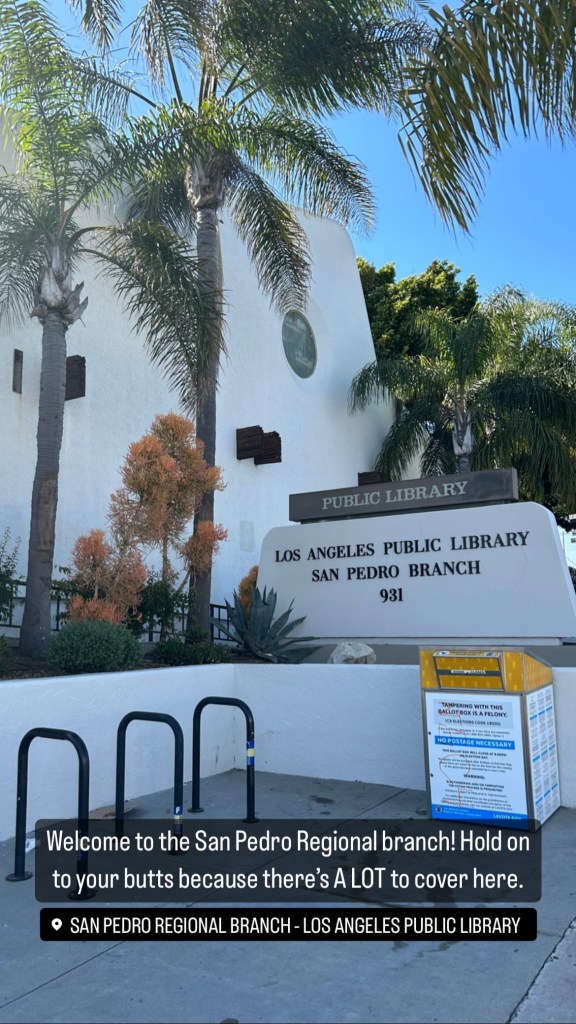 PUBLIC LIBRARY
LOS ANGELES PUBLIC LIBRARY
SAN PEDRO BRANCH
931
TAMPERING WITH THIS
BALLOT BOX IS A FELONY.
NO POSTAGE NECESSARY
WARNING:
Welcome to the San Pedro Regional branch! Hold on
to your butts because there's A LOT to cover here.
SAN PEDRO REGIONAL BRANCH - LOS ANGELES PUBLIC LIBRARY